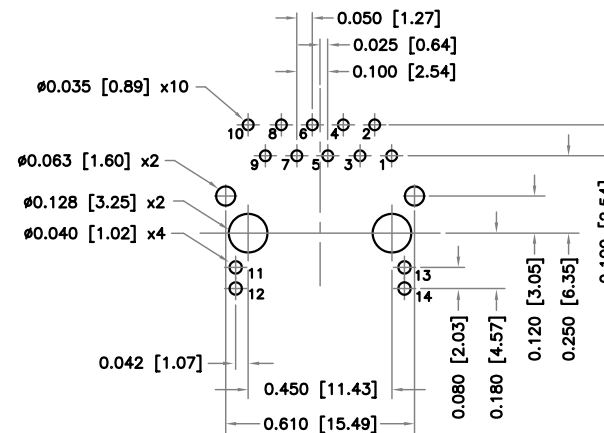 0.050 [1.27]
0.025 [0.64]
0.100 [2.54]
ø0.035 [0.89] x10
10 8 6 4 2
9 7 5 3 1
ø0.063 [1.60] x2
ø0.128 [3.25] x2
ø0.040 [1.02] x4
11 13
12 14
0.042 [1.07]
0.450 [11.43]
0.610 [15.49]
0.080 [2.03]
0.180 [4.57]
0.120 [3.05]
0.250 [6.35]